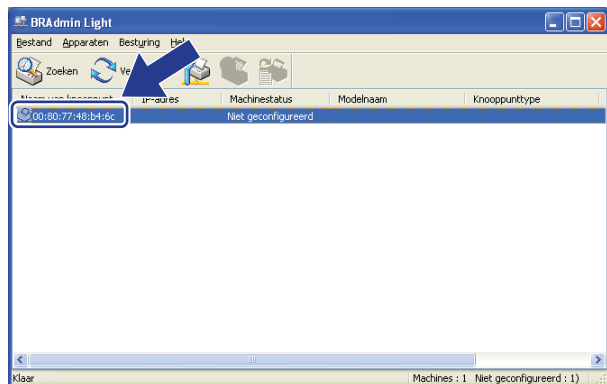 BRAdmin Light
Bestand Apparaten Besturing
Zoeken
IP-adres Machinestatus Modelnaam Knooppunttype
00:80:77:48:b4:6c Niet geconfigureerd
Klaar Machines : 1 Niet geconfigureerd : 1)